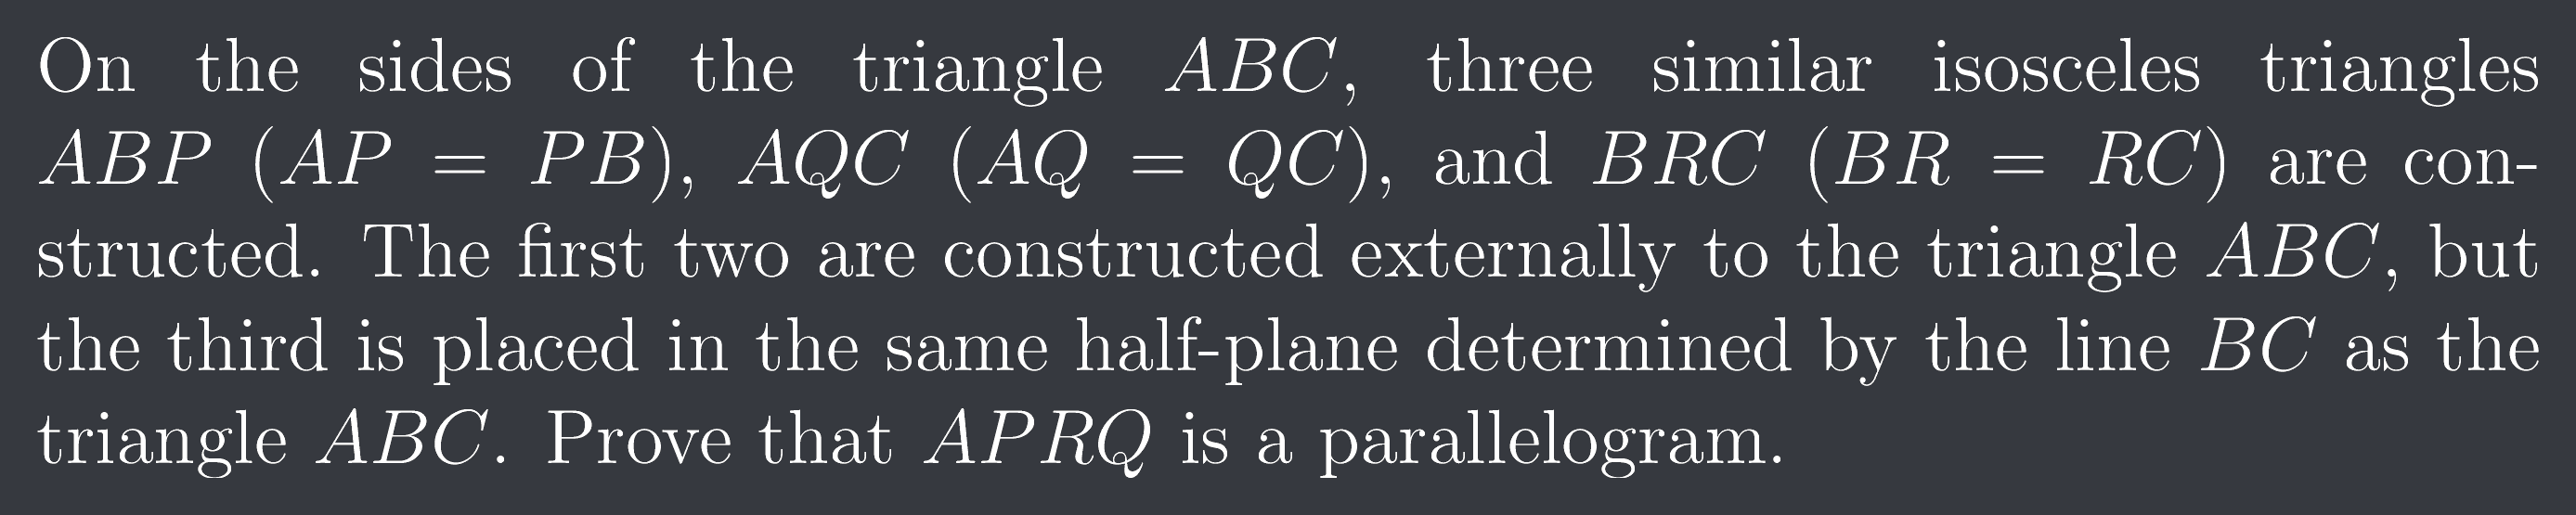 On the sides of the triangle ABC, three similar isosceles triangles
ABP (AP = PB), AQC (AQ = QC), and BRC (BR = RC) are con-
structed. The first two are constructed externally to the triangle ABC, but
the third is placed in the same half-plane determined by the line BC as the
triangle ABC. Prove that APRQ is a parallelogram.